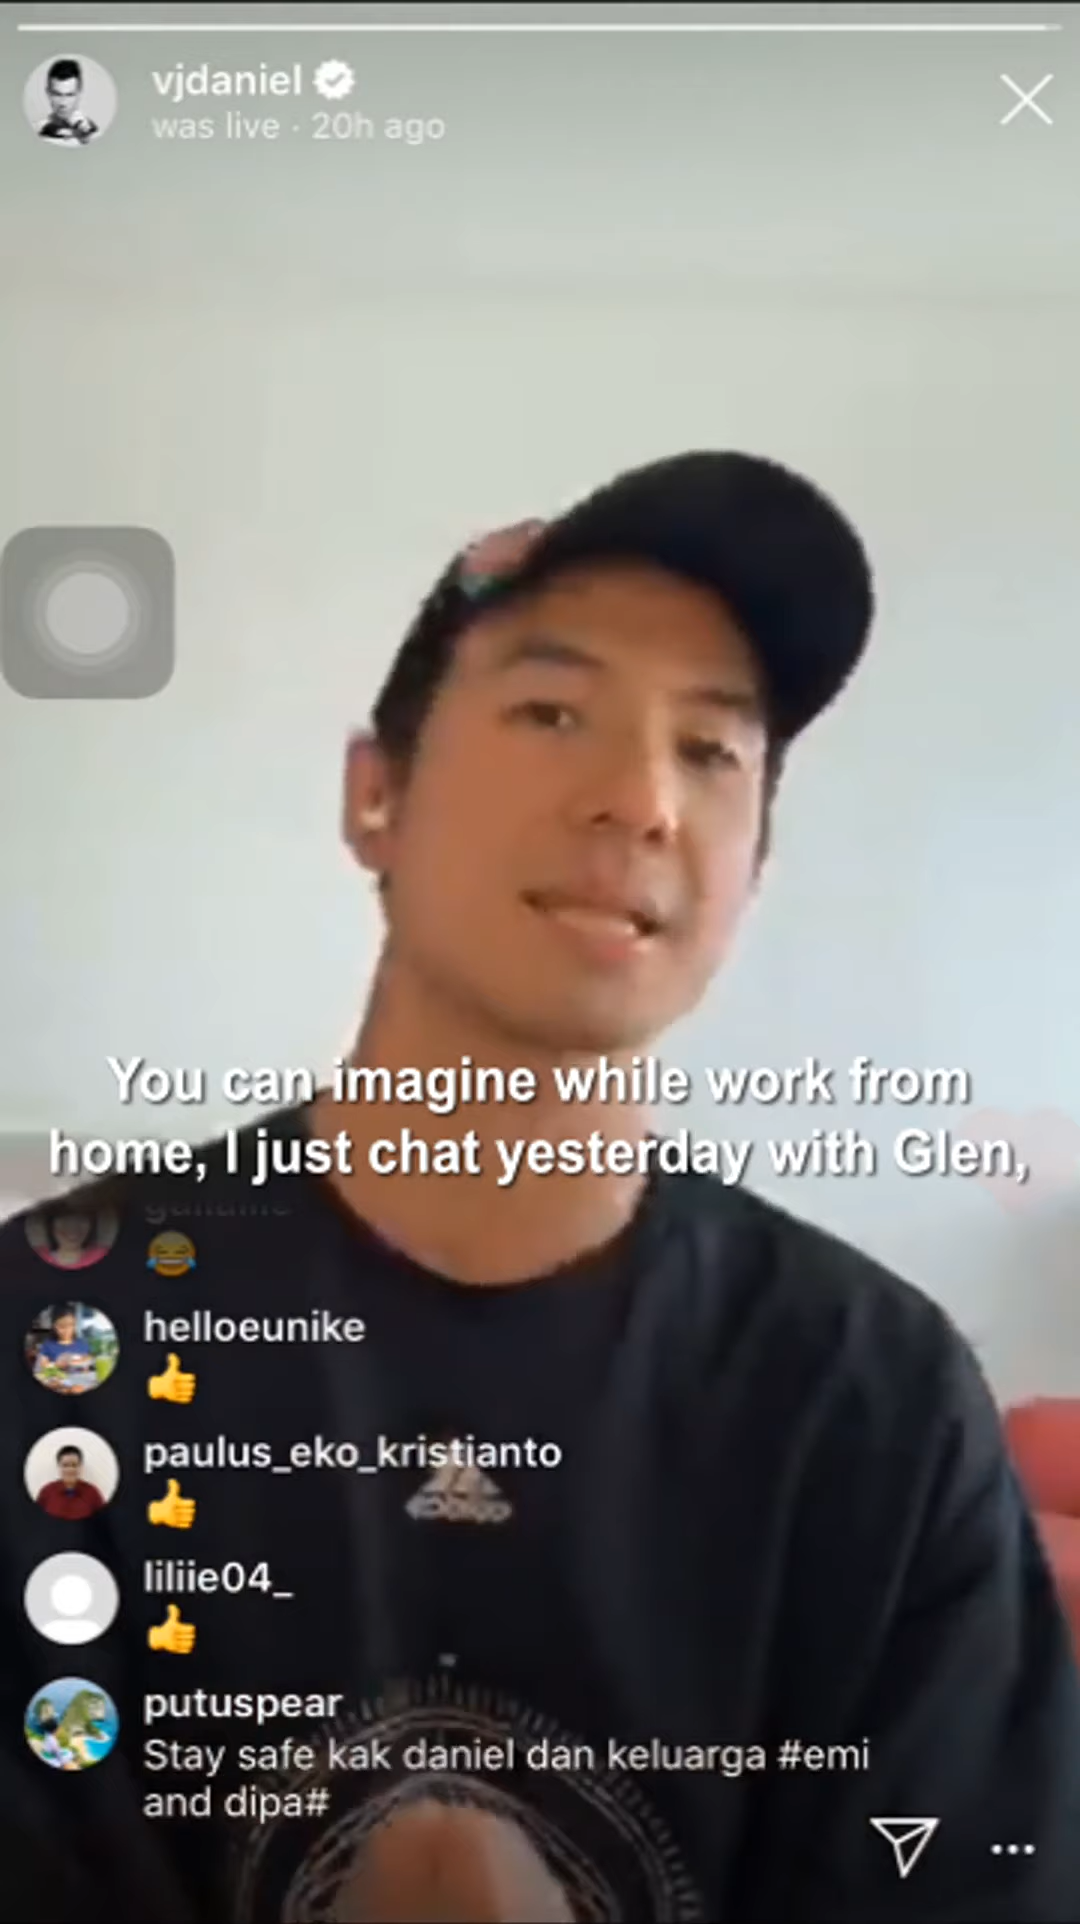 vjdaniel
was live · 20h ago
You can imagine while work from
home, I just chat yesterday with Glen,
😂
helloeunike
👍
paulus_eko_kristianto
👍
liliie04_
👍
putuspear
Stay safe kak daniel dan keluarga #emi
and dipa#